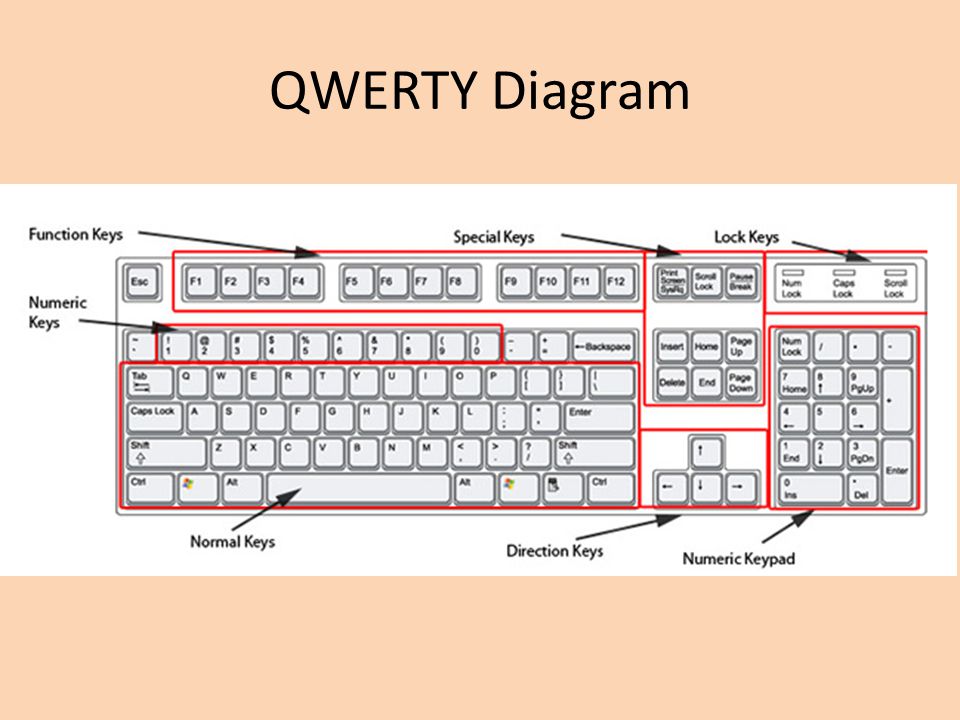 QWERTY Diagram
Function Keys
Special Keys
Lock Keys
Esc
F1 F2 F3 F4 F5 F6 F7 F8 F9 F10 F11 F12
Print Screen SysRq
Scroll Lock
Pause Break
Num Lock
Caps Lock
Scroll Lock
Numeric
Keys
~
! 1 @ 2 # 3 $ 4 % 5 ^ 6 & 7 * 8 ( 9 ) 0 - + = ←Backspace
Insert Home Page Up
Num Lock / * -
Tab Q W E R T Y U I O P { [ } ] | \
Delete End Page Down
7 Home 8 ↑ 9 PgUp +
Caps Lock A S D F G H J K L : ; Enter
4 ← 5 6 →
Shift Z X C V B N M < , > . ? / Shift
↑
1 End 2 ↓ 3 PgDn Enter
Ctrl Alt Alt Ctrl
← ↓ →
0 Ins . Del
Normal Keys
Direction Keys
Numeric Keypad